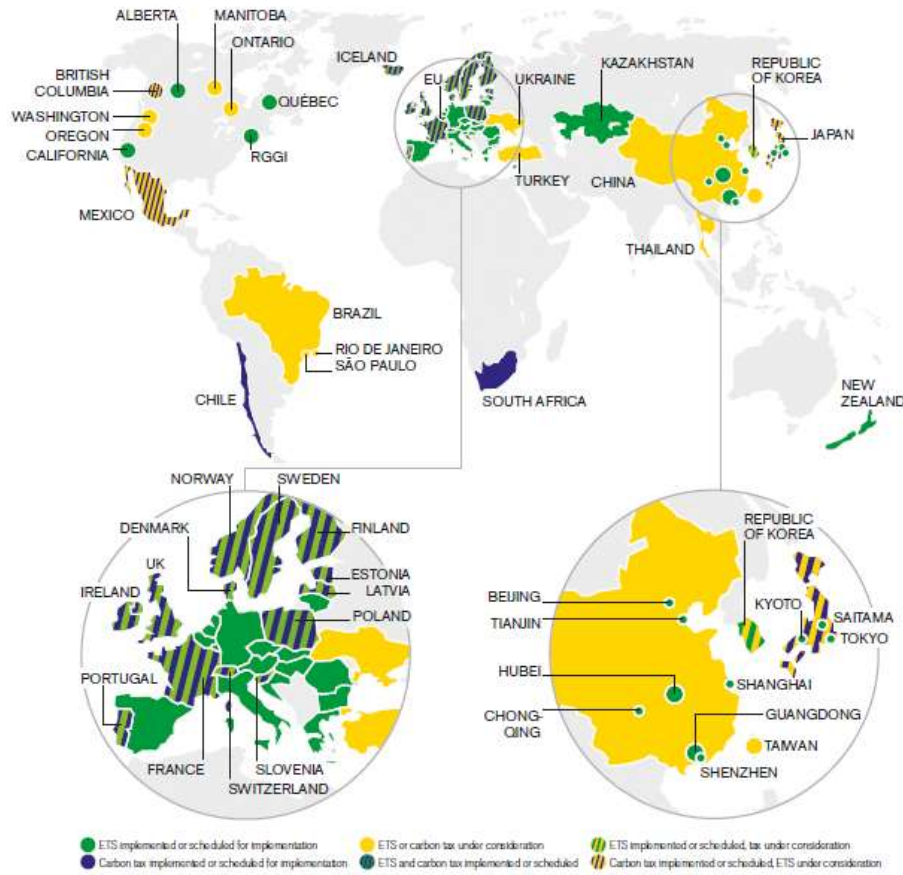 ALBERTA
MANITOBA
ONTARIO
ICELAND
BRITISH
COLUMBIA
QUÉBEC
WASHINGTON
OREGON
CALIFORNIA
RGGI
MEXICO
EU
UKRAINE
KAZAKHSTAN
REPUBLIC
OF KOREA
JAPAN
TURKEY
CHINA
THAILAND
BRAZIL
RIO DE JANEIRO
SÃO PAULO
CHILE
SOUTH AFRICA
NEW
ZEALAND
NORWAY
SWEDEN
DENMARK
FINLAND
UK
IRELAND
ESTONIA
LATVIA
POLAND
PORTUGAL
FRANCE
SLOVENIA
SWITZERLAND
REPUBLIC
OF KOREA
BEIJING
TIANJIN
KYOTO
SAITAMA
TOKYO
HUBEI
SHANGHAI
CHONG-
QING
GUANGDONG
TAIWAN
SHENZHEN
ETS implemented or scheduled for implementation
ETS or carbon tax under consideration
ETS implemented or scheduled, tax under consideration
Carbon tax implemented or scheduled for implementation
ETS and carbon tax implemented or scheduled
Carbon tax implemented or scheduled, ETS under consideration